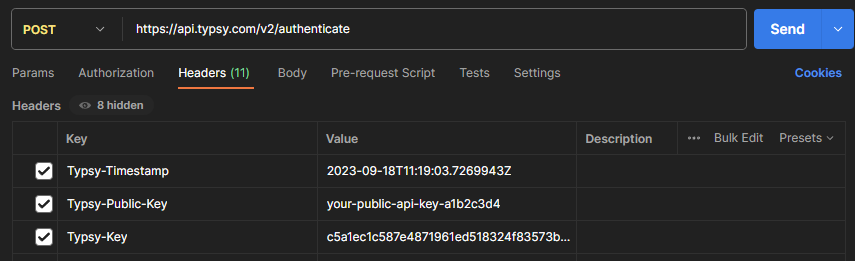 POST https://api.typsy.com/v2/authenticate Send
Params Authorization Headers (11) Body Pre-request Script Tests Settings Cookies
Headers 8 hidden
Key Value Description Bulk Edit Presets
Typsy-Timestamp 2023-09-18T11:19:03.7269943Z
Typsy-Public-Key your-public-api-key-a1b2c3d4
Typsy-Key c5a1ec1c587e4871961ed518324f83573b...